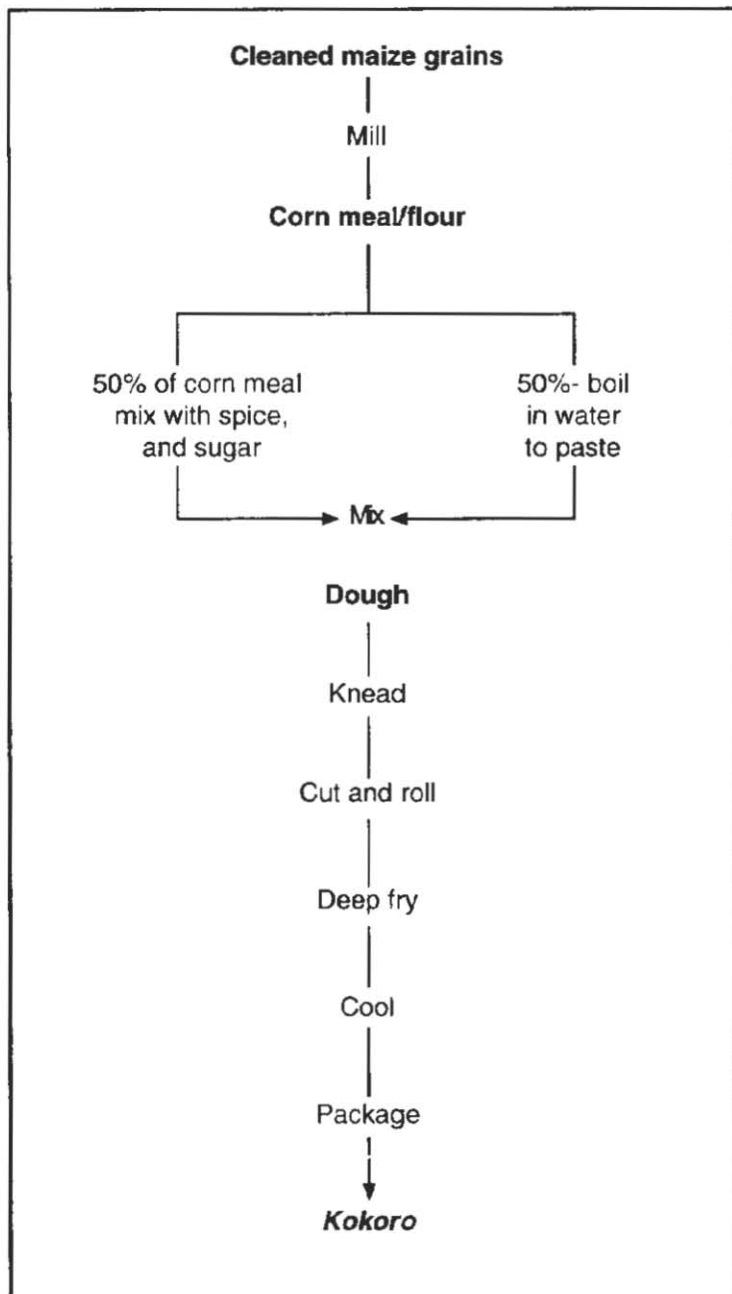 Cleaned maize grains
Mill
Corn meal/flour
50% of corn meal
mix with spice,
and sugar
50%- boil
in water
to paste
Mix
Dough
Knead
Cut and roll
Deep fry
Cool
Package
Kokoro